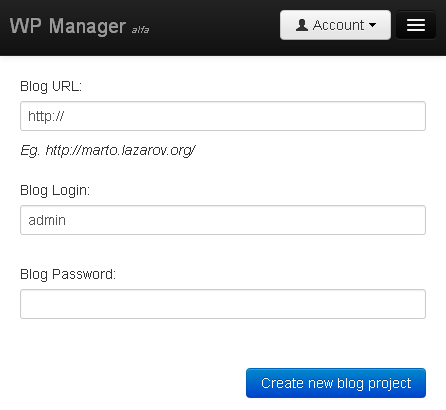 WP Manager alfa
Account
Blog URL:
http://
Eg. http://marto.lazarov.org/
Blog Login:
admin
Blog Password:
Create new blog project